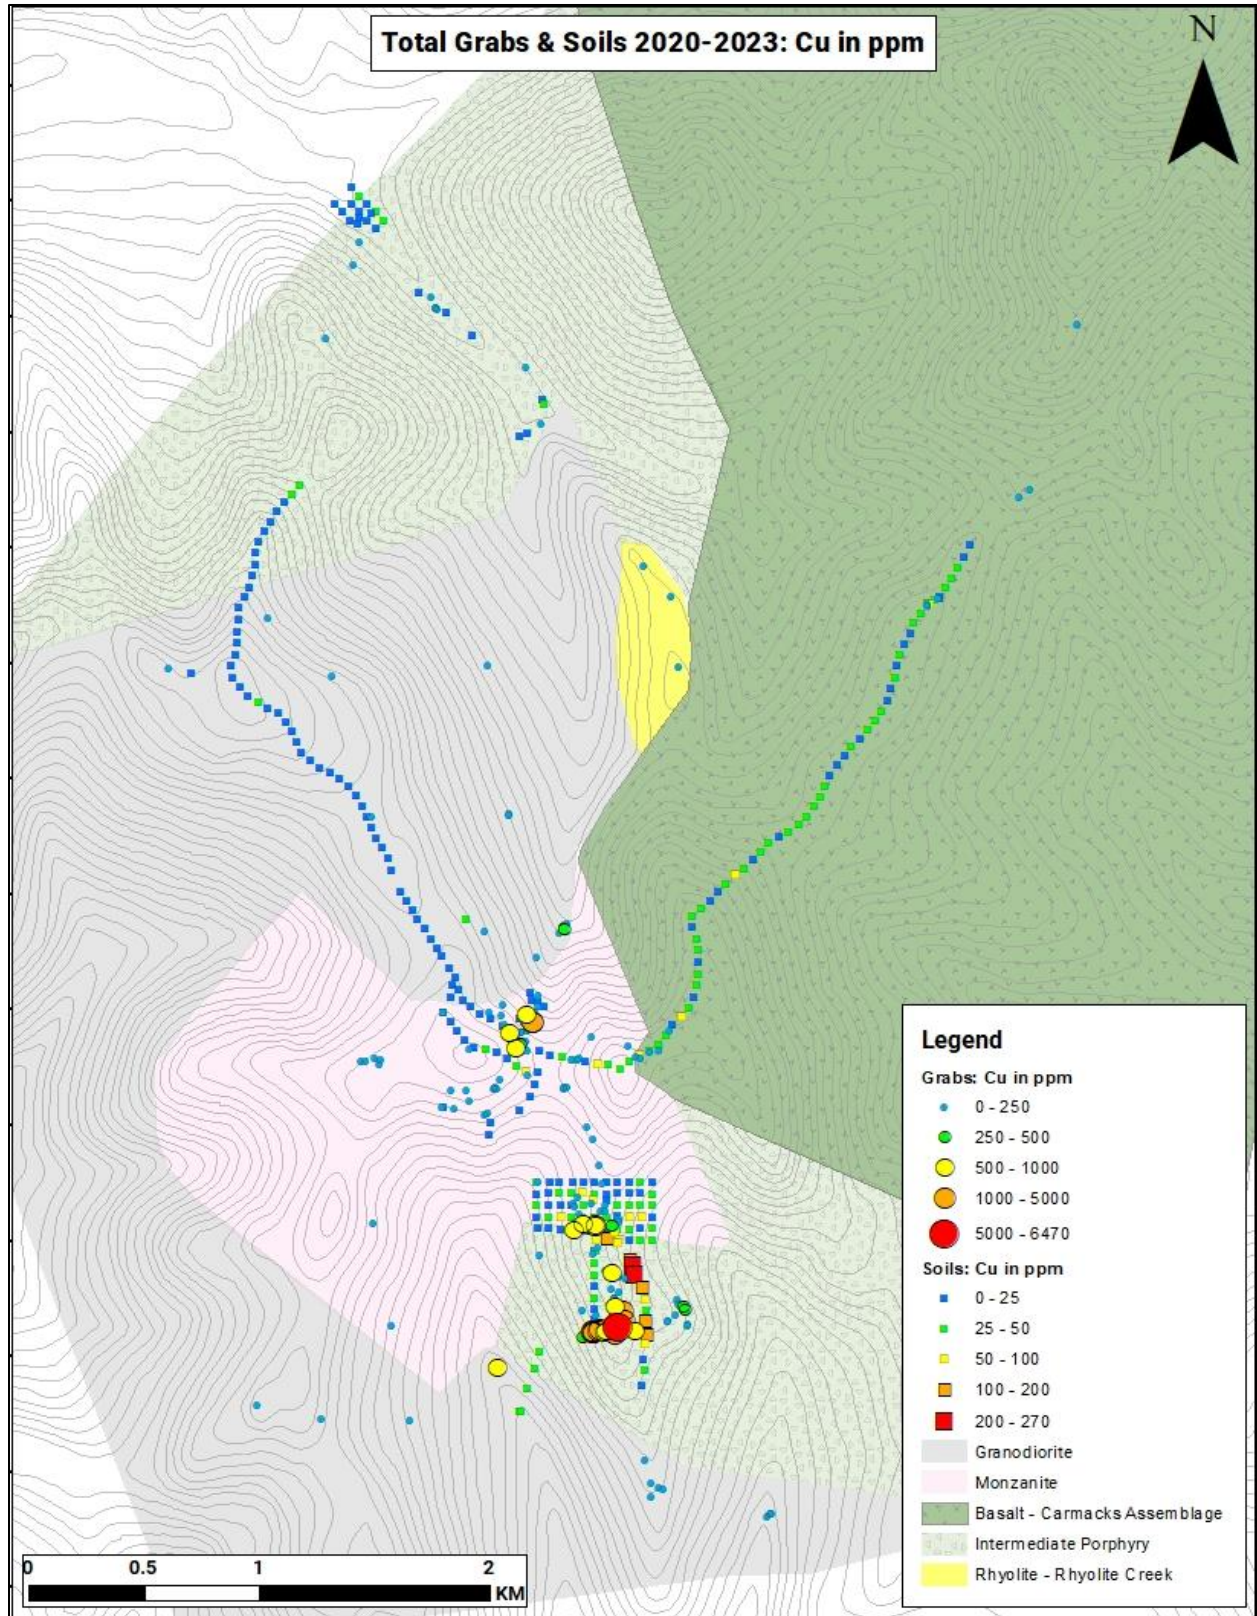 Total Grabs & Soils 2020-2023: Cu in ppm
N
Legend
Grabs: Cu in ppm
0 - 250
250 - 500
500 - 1000
1000 - 5000
5000 - 6470
Soils: Cu in ppm
0 - 25
25 - 50
50 - 100
100 - 200
200 - 270
Granodiorite
Monzanite
Basalt - Carmacks Assemblage
Intermediate Porphyry
Rhyolite - Rhyolite Creek
0 0.5 1 2
KM